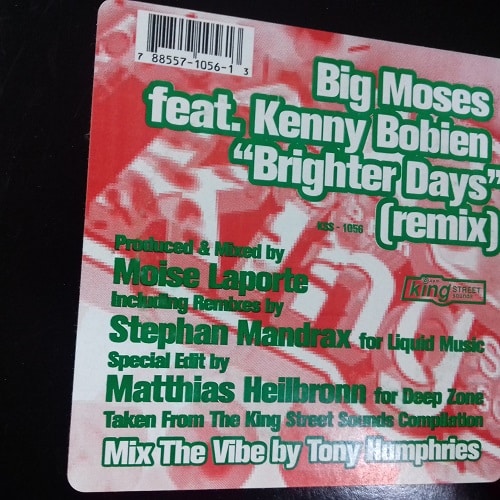 7 88557-1056-1 3
Big Moses
feat. Kenny Bobien
"Brighter Days"
(remix)
KSS - 1056
Produced & Mixed by
Moise Laporte
Including Remixes by
king STREET
sounds
Stephan Mandrax for Liquid Music
Special Edit by
Matthias Heilbronn for Deep Zone
Taken From The King Street Sounds Compilation
Mix The Vibe by Tony Humphries